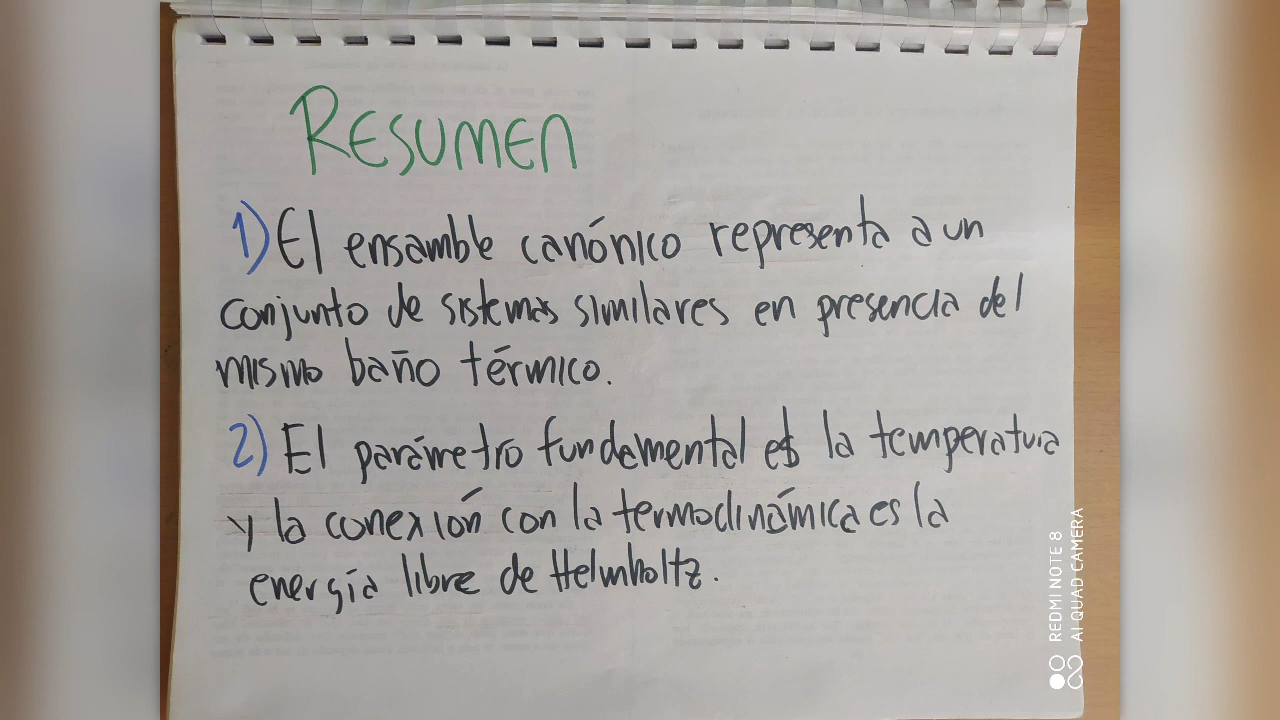 RESUMEN
1) El ensamble canónico representa a un
conjunto de sistemas similares en presencia del
mismo baño térmico.
2) El parámetro fundamental es la temperatura
y la conexión con la termodinámica es la
energía libre de Helmholtz.
REDMI NOTE 8
AI QUAD CAMERA